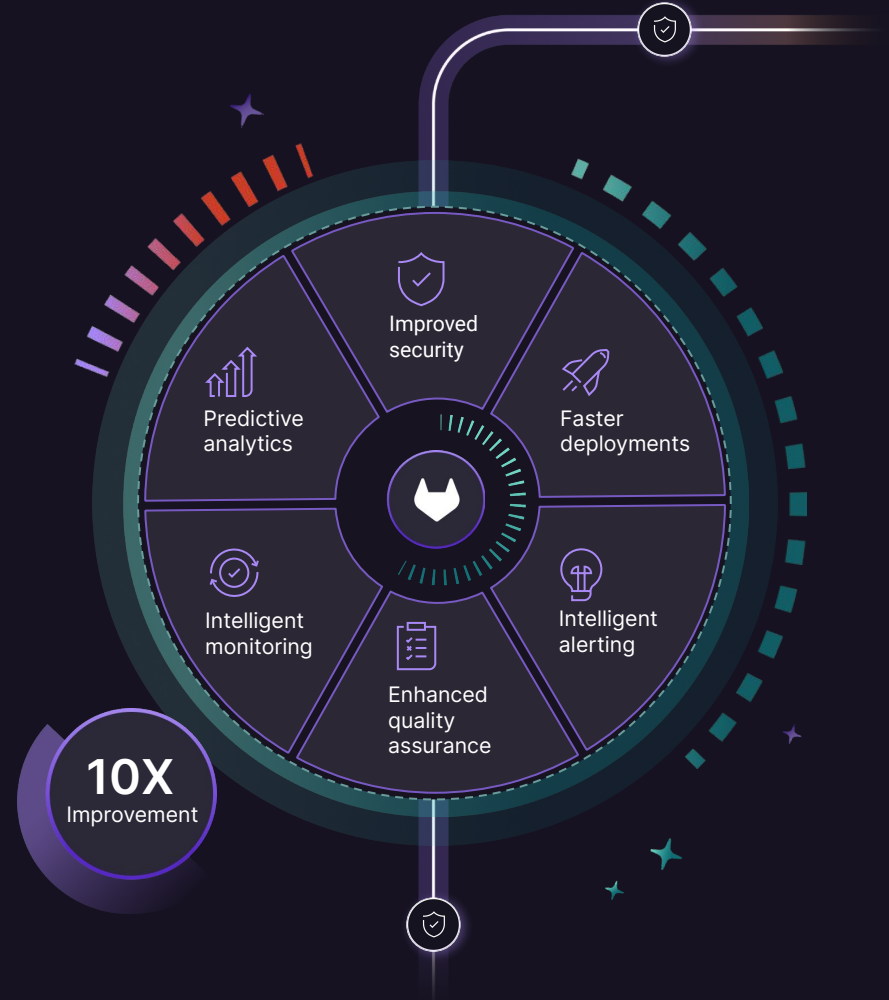 Improved
security
Predictive
analytics
Faster
deployments
Intelligent
monitoring
Intelligent
alerting
Enhanced
quality
assurance
10X
Improvement